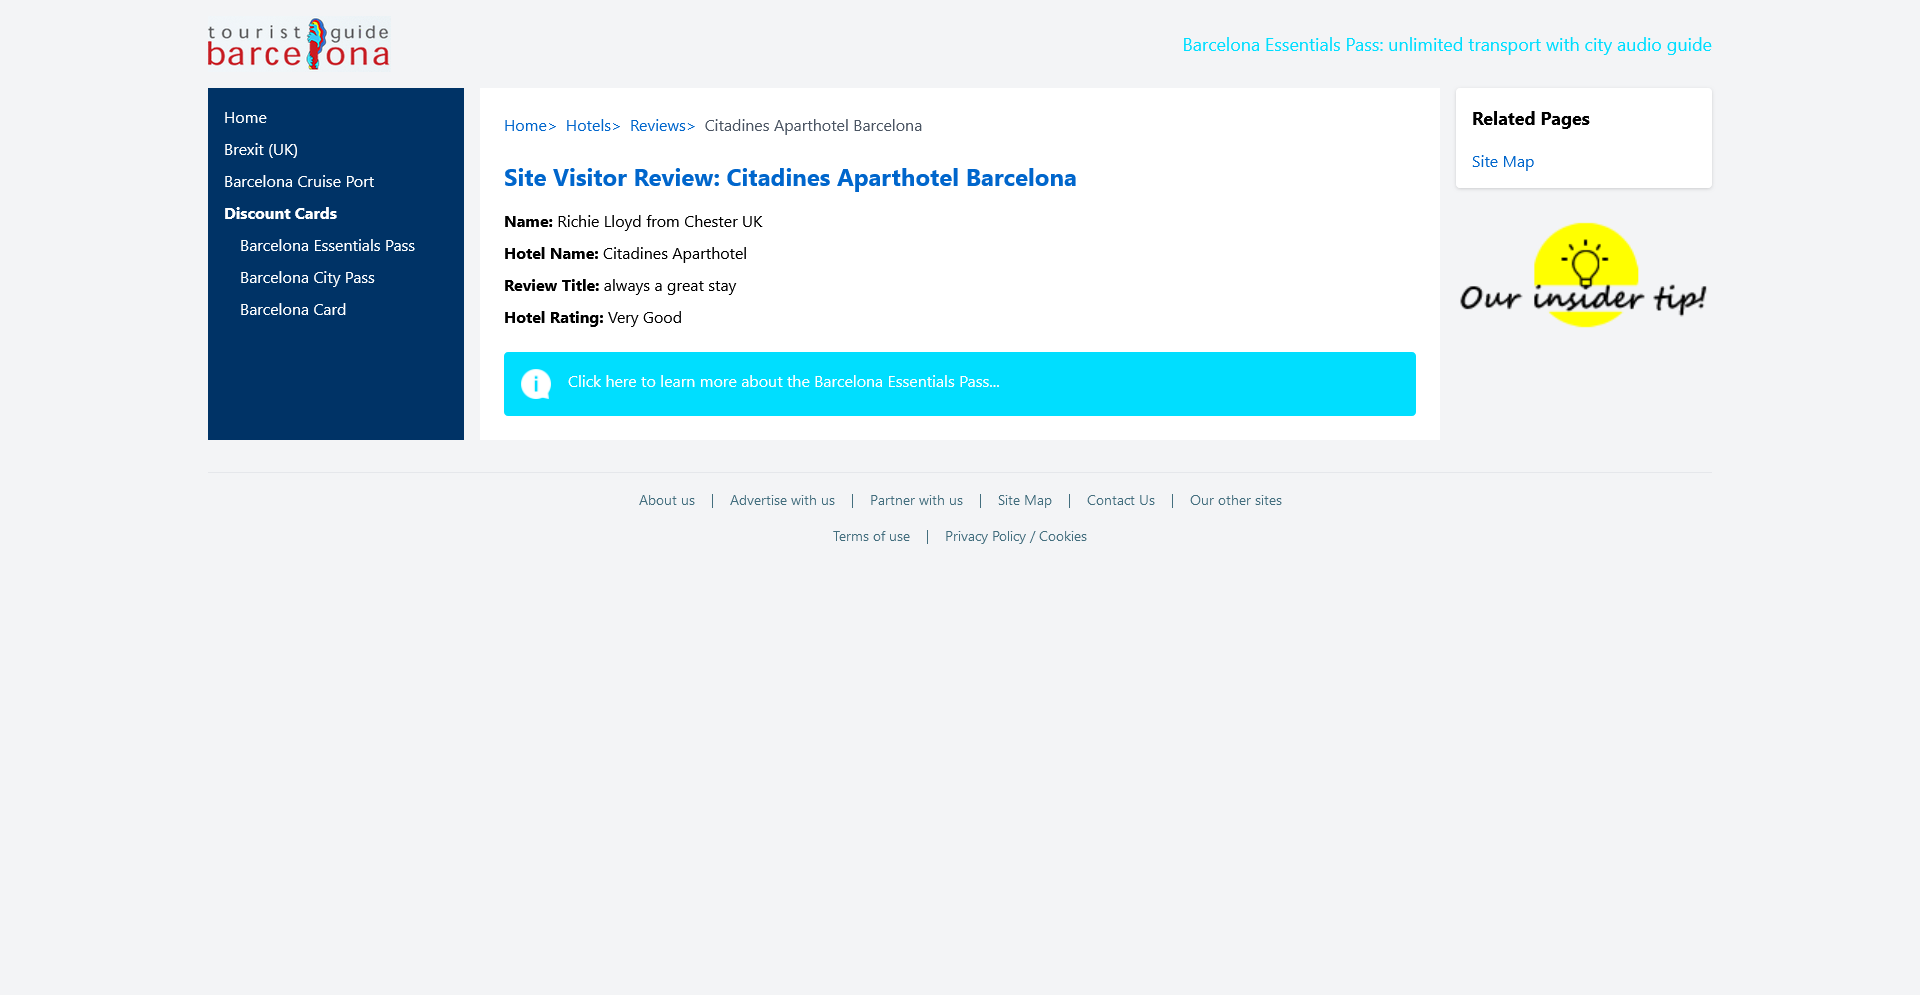 tourist guide
barcelona
Barcelona Essentials Pass: unlimited transport with city audio guide
Home
Brexit (UK)
Barcelona Cruise Port
Discount Cards
Barcelona Essentials Pass
Barcelona City Pass
Barcelona Card
Home> Hotels> Reviews> Citadines Aparthotel Barcelona
Site Visitor Review: Citadines Aparthotel Barcelona
Name: Richie Lloyd from Chester UK
Hotel Name: Citadines Aparthotel
Review Title: always a great stay
Hotel Rating: Very Good
Click here to learn more about the Barcelona Essentials Pass...
Related Pages
Site Map
Our insider tip!
About us | Advertise with us | Partner with us | Site Map | Contact Us | Our other sites
Terms of use | Privacy Policy / Cookies